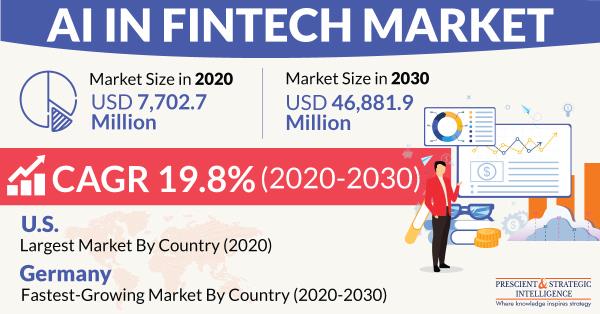 AI IN FINTECH MARKET
Market Size in 2020
USD 7,702.7
Million
Market Size in 2030
USD 46,881.9
Million
CAGR 19.8% (2020-2030)
U.S.
Largest Market By Country (2020)
Germany
Fastest-Growing Market By Country (2020-2030)
PRESCIENT & STRATEGIC
INTELLIGENCE
Where knowledge inspires strategy